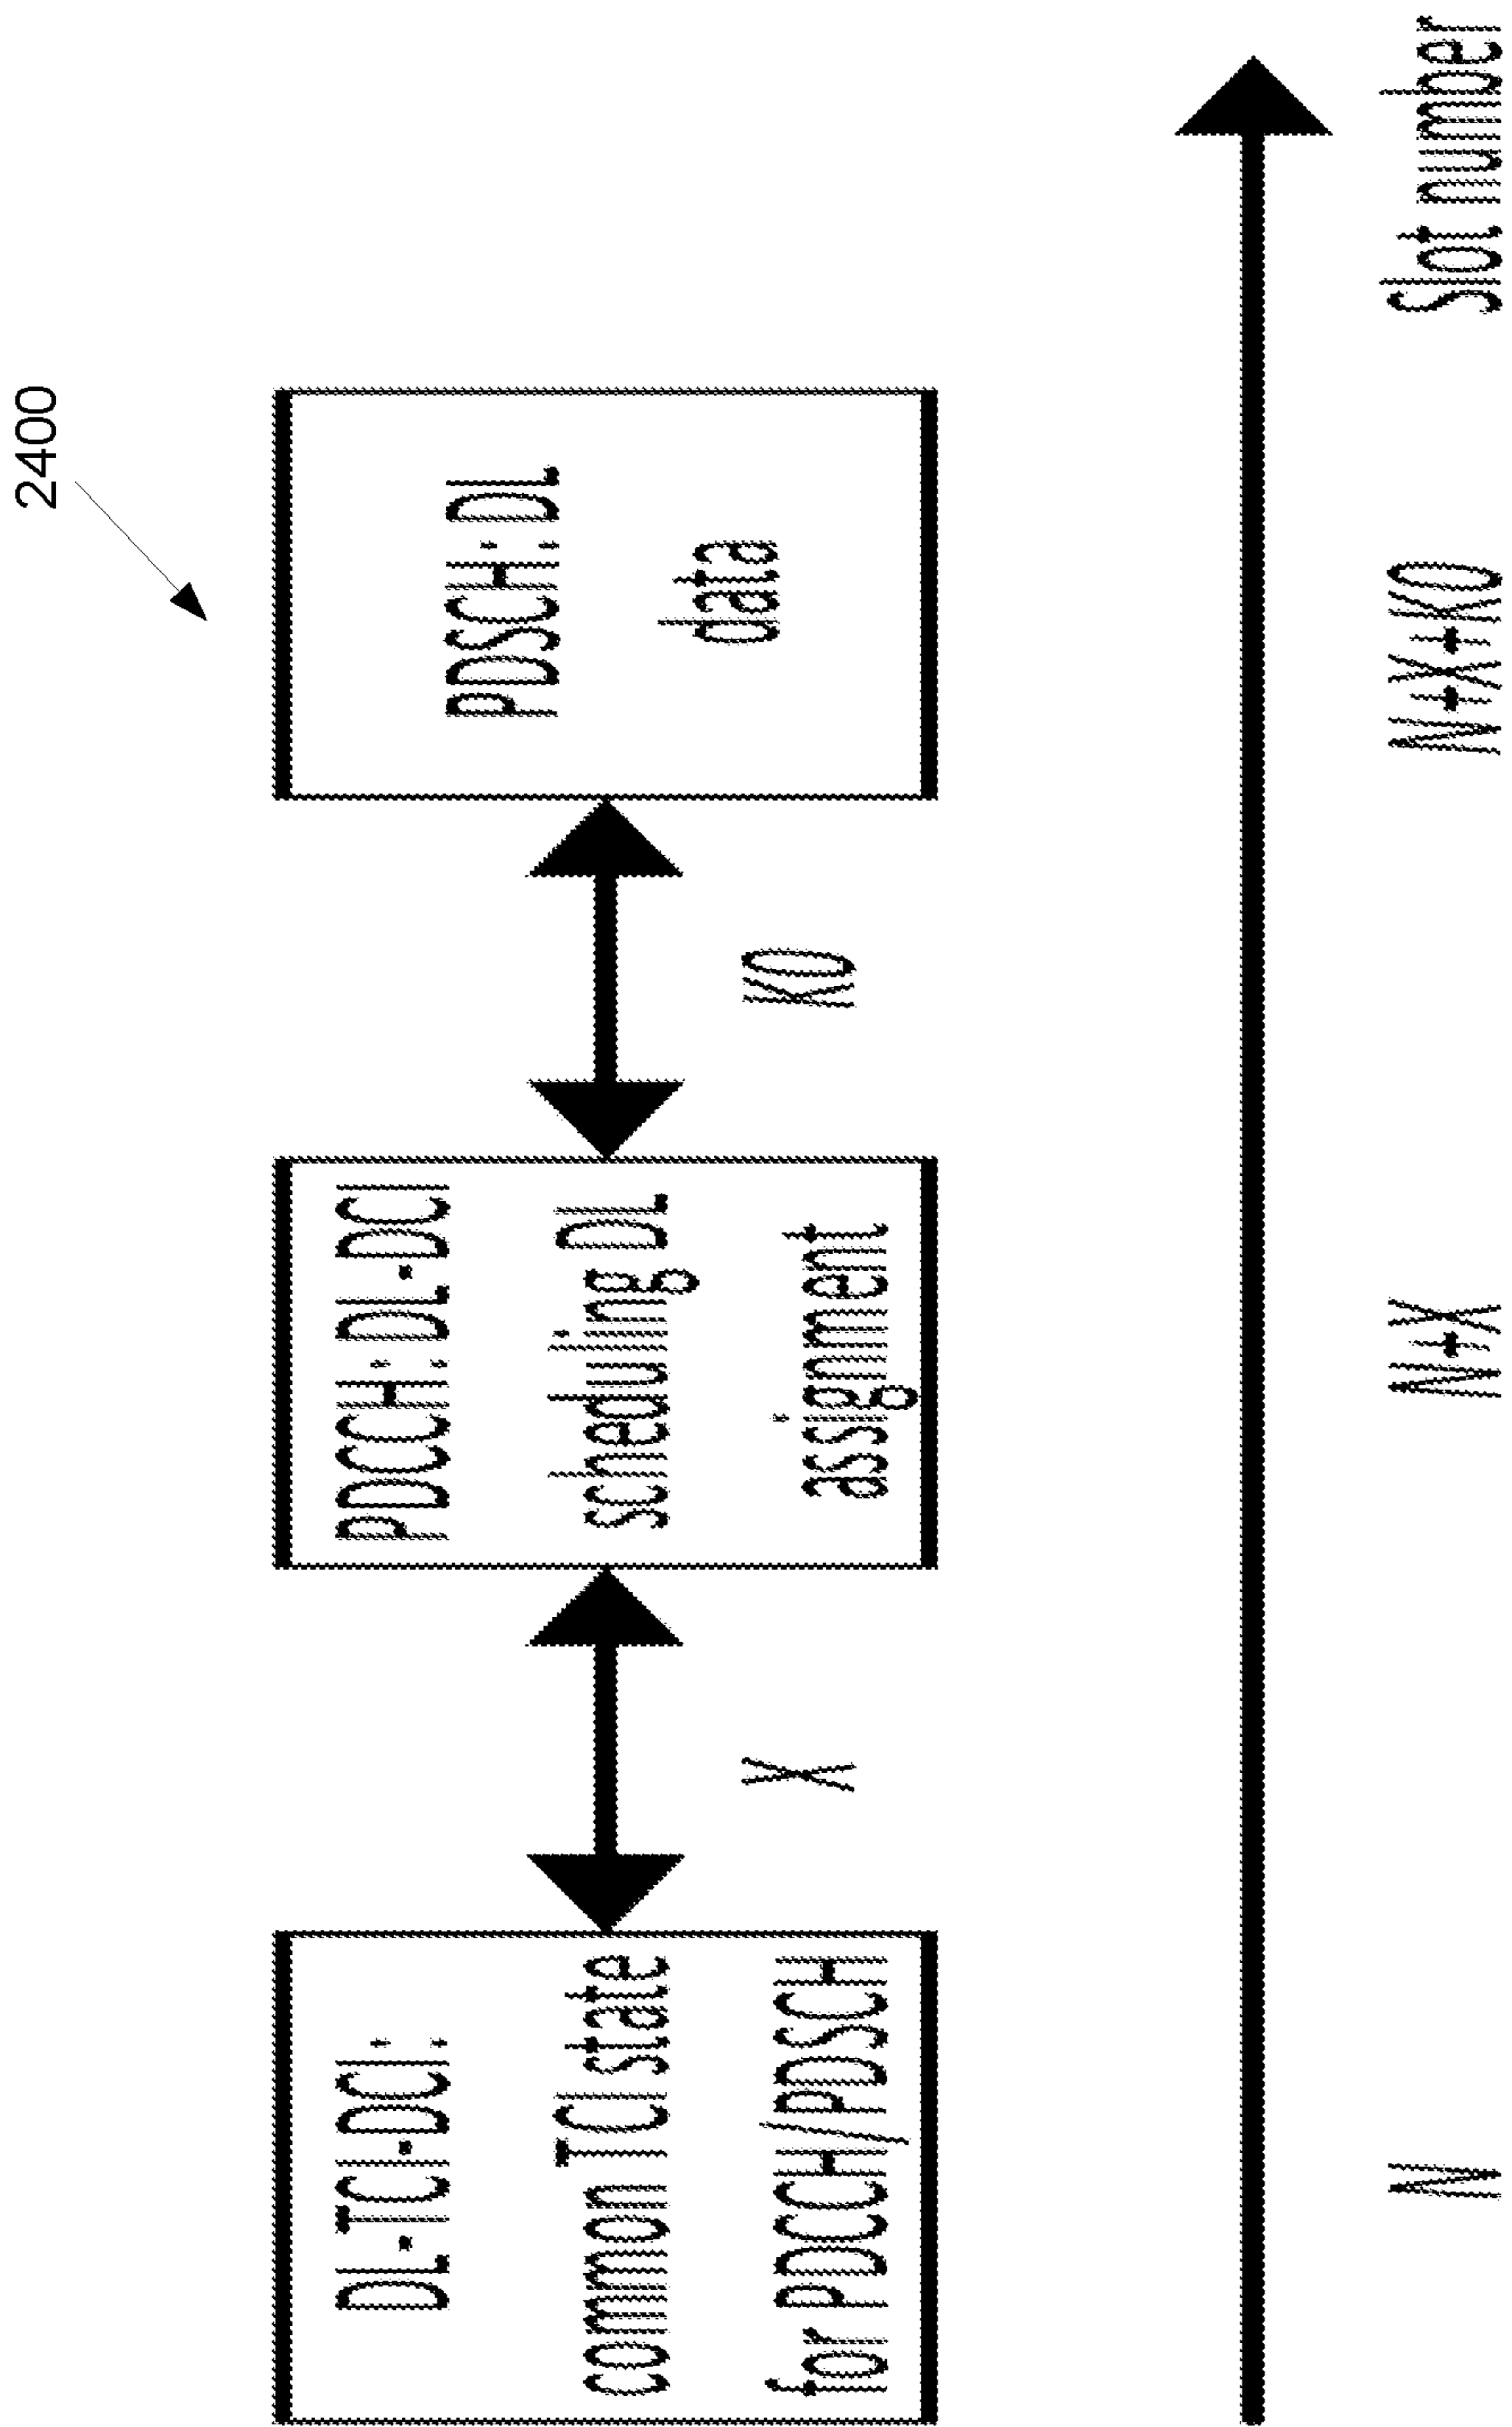 2400
DL-TCI-DCI:
common TCI state
for PDCCH/PDSCH
X
PDCCH: DL-DCI
scheduling DL
assignment
K0
PDSCH: DL
data
N
N+X
N+X+K0
Slot number